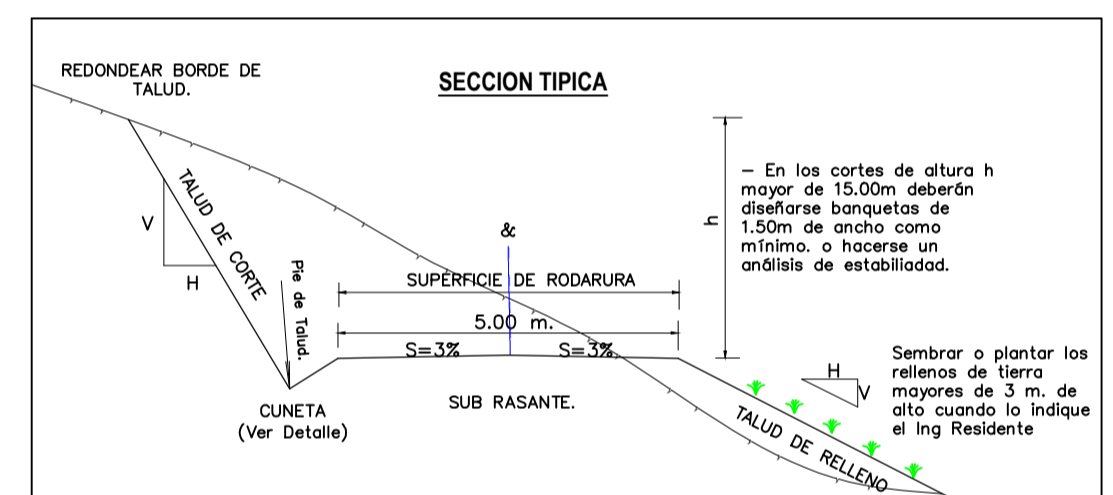 REDONDEAR BORDE DE
TALUD.
SECCION TIPICA
TALUD DE CORTE
V
H
Pie de Talud.
CUNETA
(Ver Detalle)
&
SUPERFICIE DE RODARURA
5.00 m.
S=3%
S=3%
SUB RASANTE.
h
– En los cortes de altura h
mayor de 15.00m deberán
diseñarse banquetas de
1.50m de ancho como
mínimo. o hacerse un
análisis de estabiliadad.
H
V
TALUD DE RELLENO
Sembrar o plantar los
rellenos de tierra
mayores de 3 m. de
alto cuando lo indique
el Ing Residente